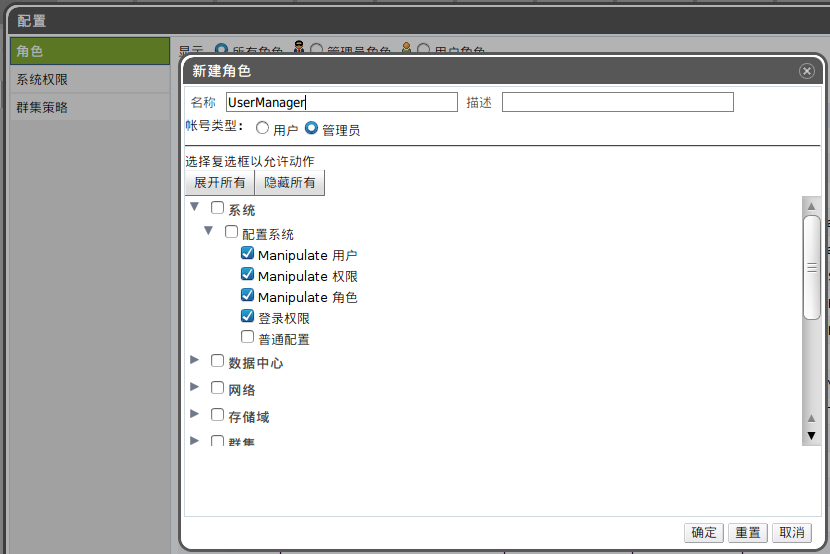 配置
角色
显示 所有角色 管理员角色 用户角色
系统权限
群集策略
新建角色
名称 UserManager 描述
帐号类型： 用户 管理员
选择复选框以允许动作
展开所有 隐藏所有
系统
配置系统
Manipulate 用户
Manipulate 权限
Manipulate 角色
登录权限
普通配置
数据中心
网络
存储域
群集
确定 重置 取消